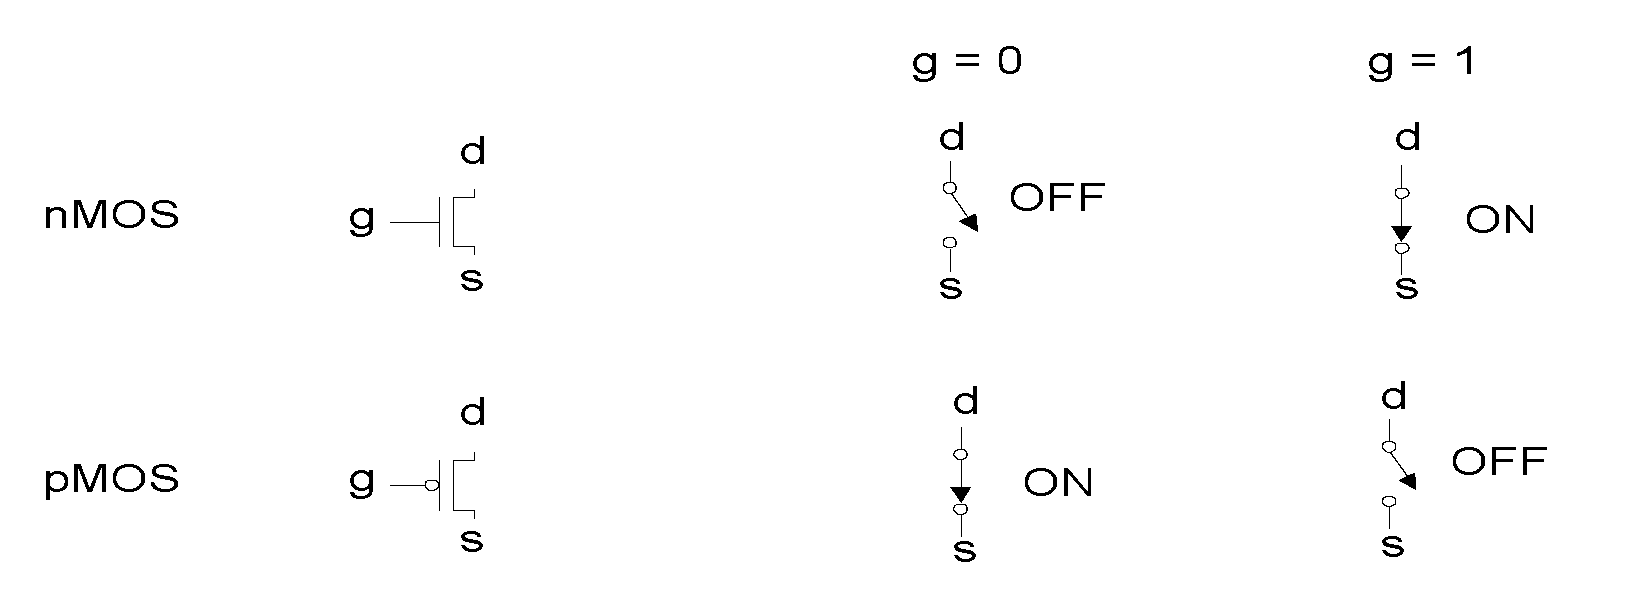 g = 0
g = 1
d
d
d
nMOS
g
OFF
ON
s
s
s
d
d
d
pMOS
g
ON
OFF
s
s
s